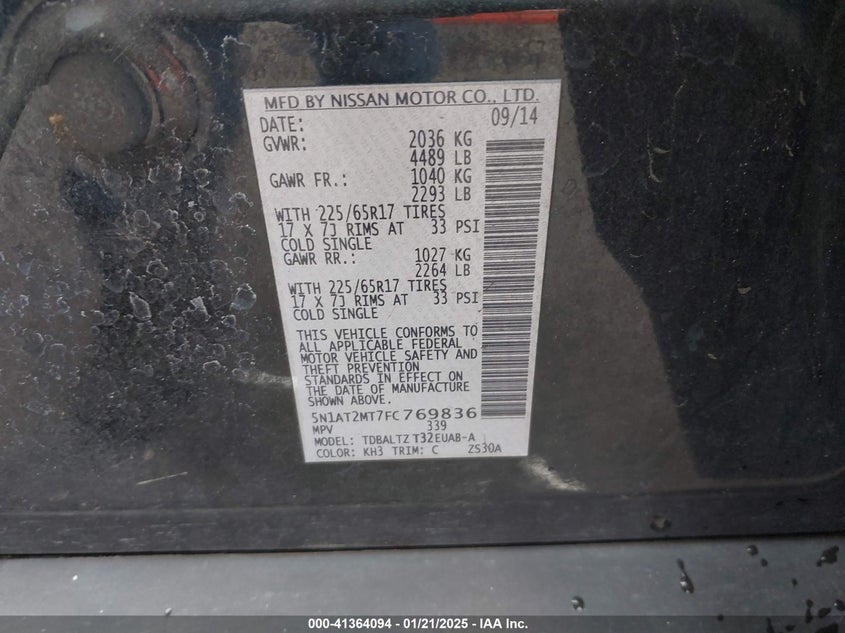 MFD BY NISSAN MOTOR CO., LTD.
DATE: 09/14
GVWR: 2036 KG
4489 LB
GAWR FR.: 1040 KG
2293 LB
WITH 225/65R17 TIRES
17 X 7J RIMS AT 33 PSI
COLD SINGLE
GAWR RR.: 1027 KG
2264 LB
WITH 225/65R17 TIRES
17 X 7J RIMS AT 33 PSI
COLD SINGLE
THIS VEHICLE CONFORMS TO
ALL APPLICABLE FEDERAL
MOTOR VEHICLE SAFETY AND
THEFT PREVENTION
STANDARDS IN EFFECT ON
THE DATE OF MANUFACTURE
SHOWN ABOVE.
5N1AT2MT7FC769836
MPV 339
MODEL: TDBALTZ T32EUAB-A
COLOR: KH3 TRIM: C ZS30A
000-41364094 - 01/21/2025 - IAA Inc.